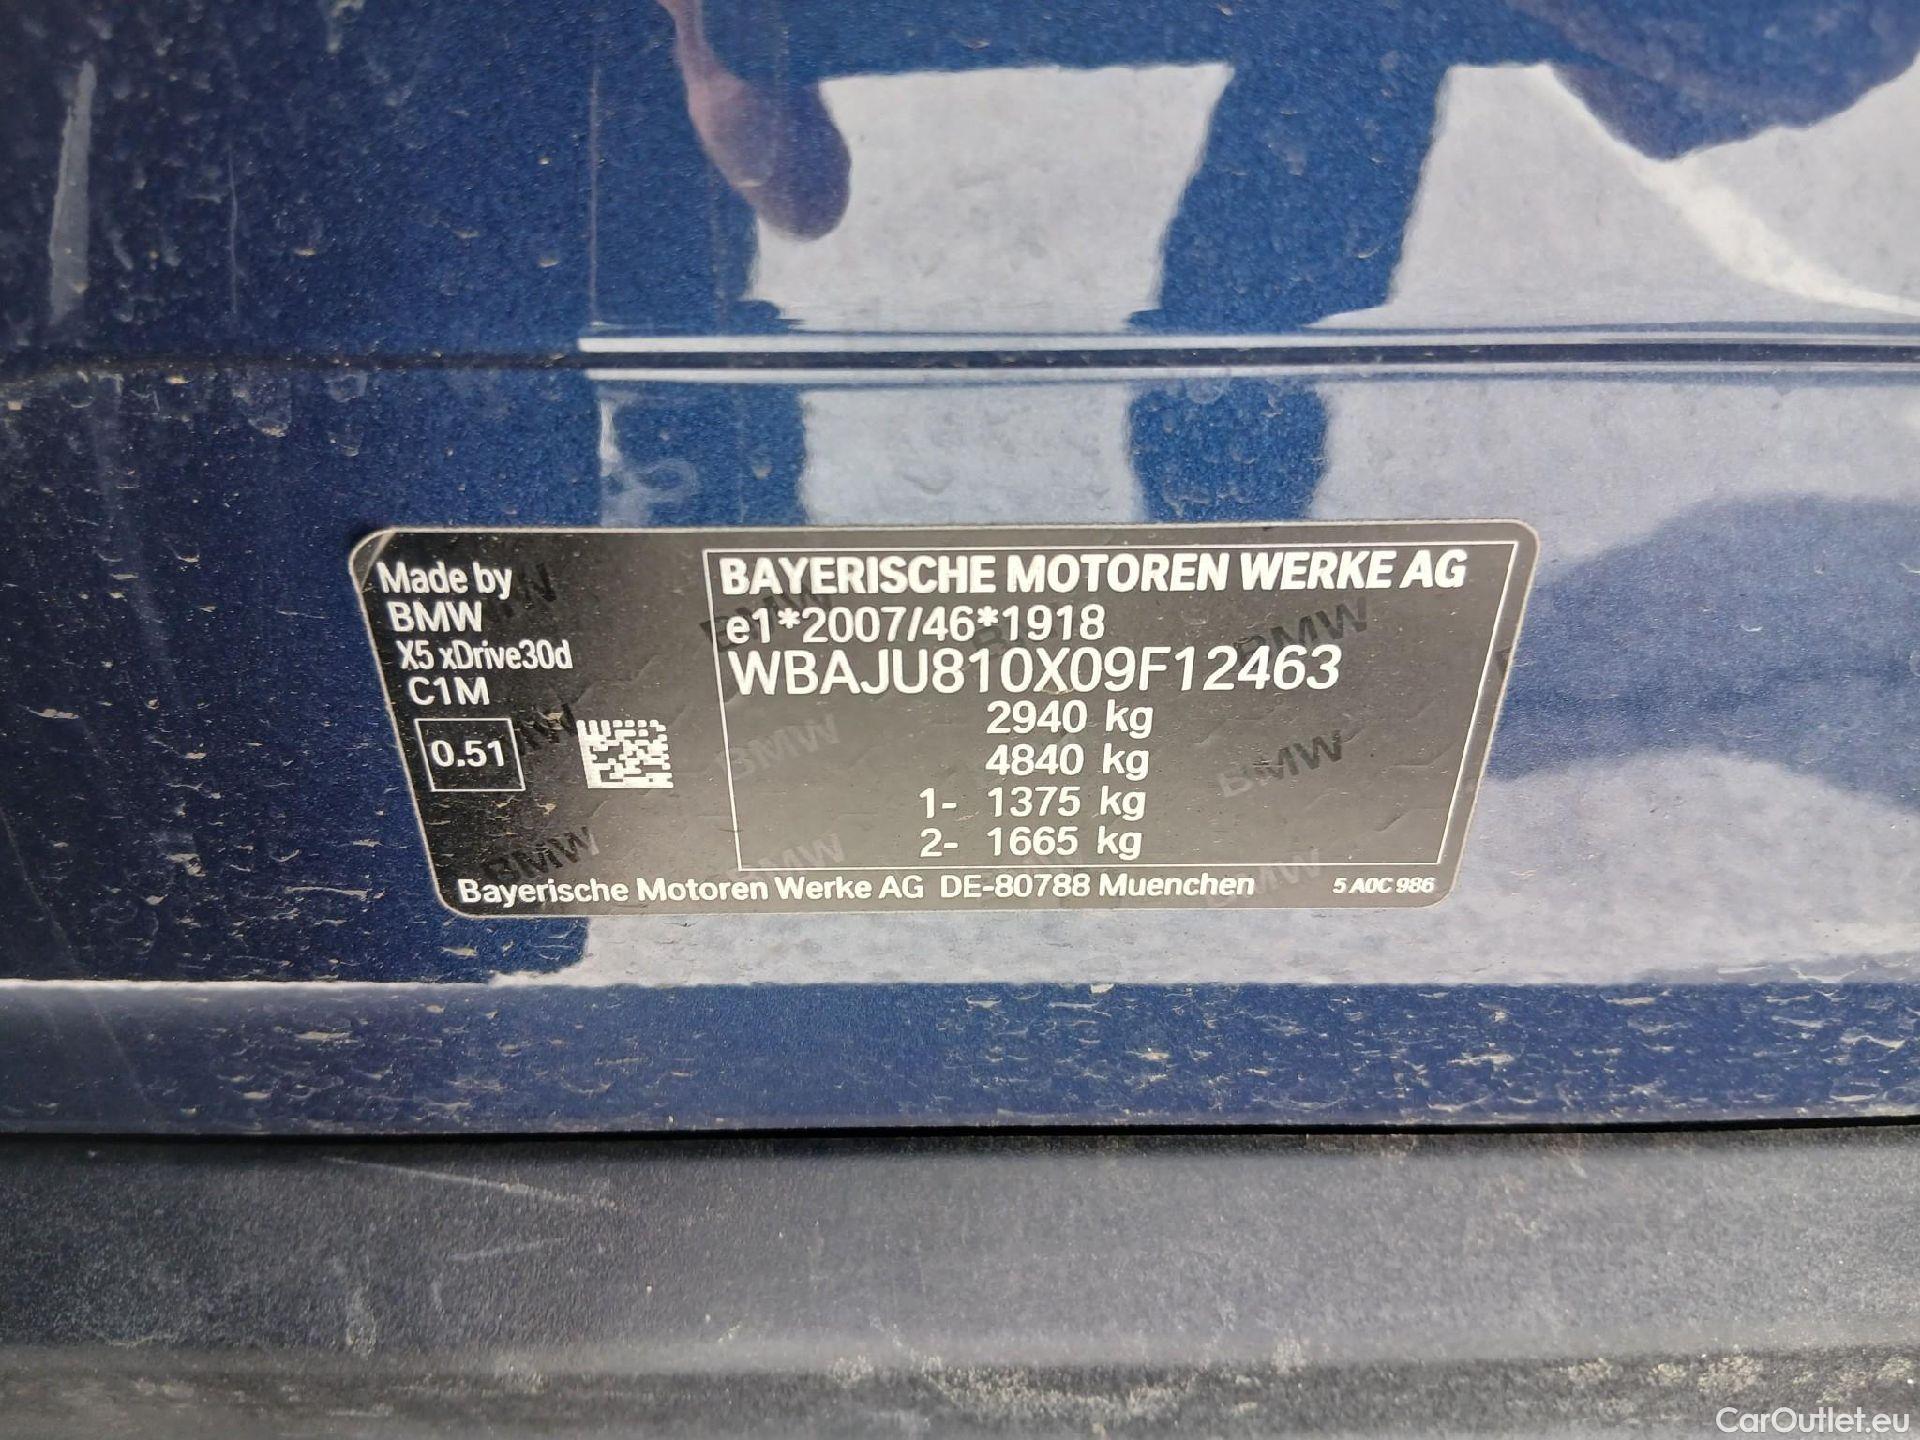 Made by
BMW
X5 xDrive30d
C1M
0.51
BAYERISCHE MOTOREN WERKE AG
e1*2007/46*1918
WBAJU810X09F12463
2940 kg
4840 kg
1- 1375 kg
2- 1665 kg
Bayerische Motoren Werke AG DE-80788 Muenchen 5 A0C 986
CarOutlet.eu